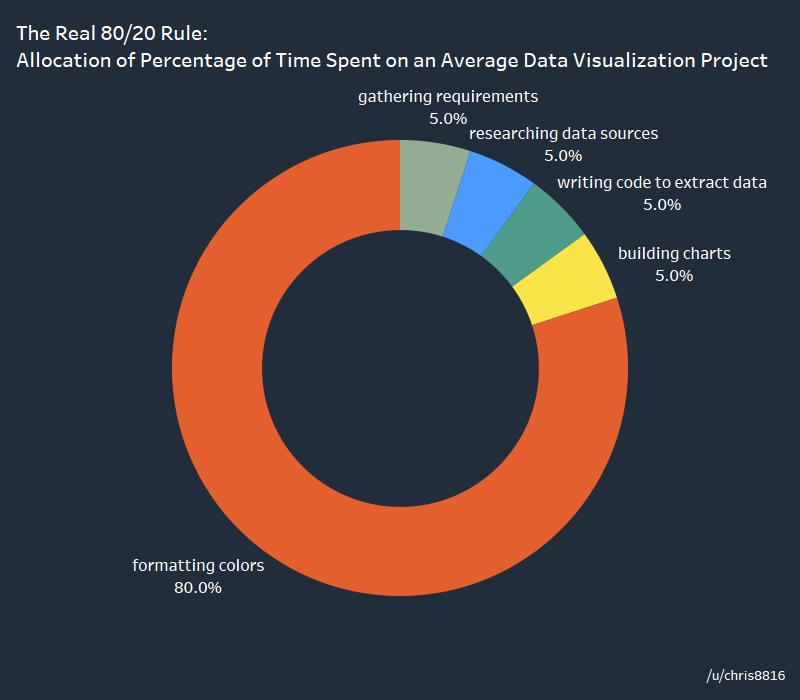 The Real 80/20 Rule:
Allocation of Percentage of Time Spent on an Average Data Visualization Project
gathering requirements
5.0%
researching data sources
5.0%
writing code to extract data
5.0%
building charts
5.0%
formatting colors
80.0%
/u/chris8816